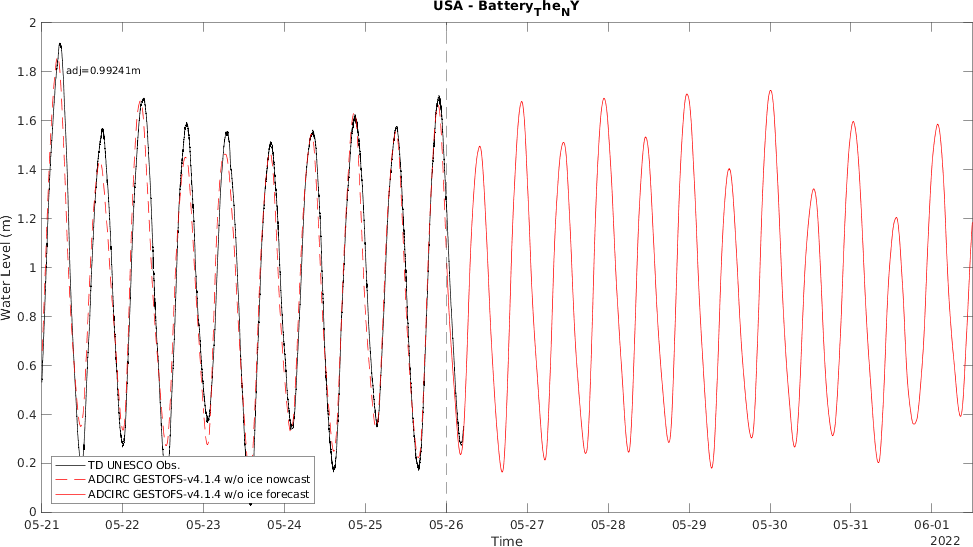 USA - BatteryTheNY
2
1.8
1.6
1.4
1.2
1
0.8
0.6
0.4
0.2
0
Water Level (m)
adj=0.99241m
TD UNESCO Obs.
ADCIRC GESTOFS-v4.1.4 w/o ice nowcast
ADCIRC GESTOFS-v4.1.4 w/o ice forecast
05-21 05-22 05-23 05-24 05-25 05-26 05-27 05-28 05-29 05-30 05-31 06-01
2022
Time